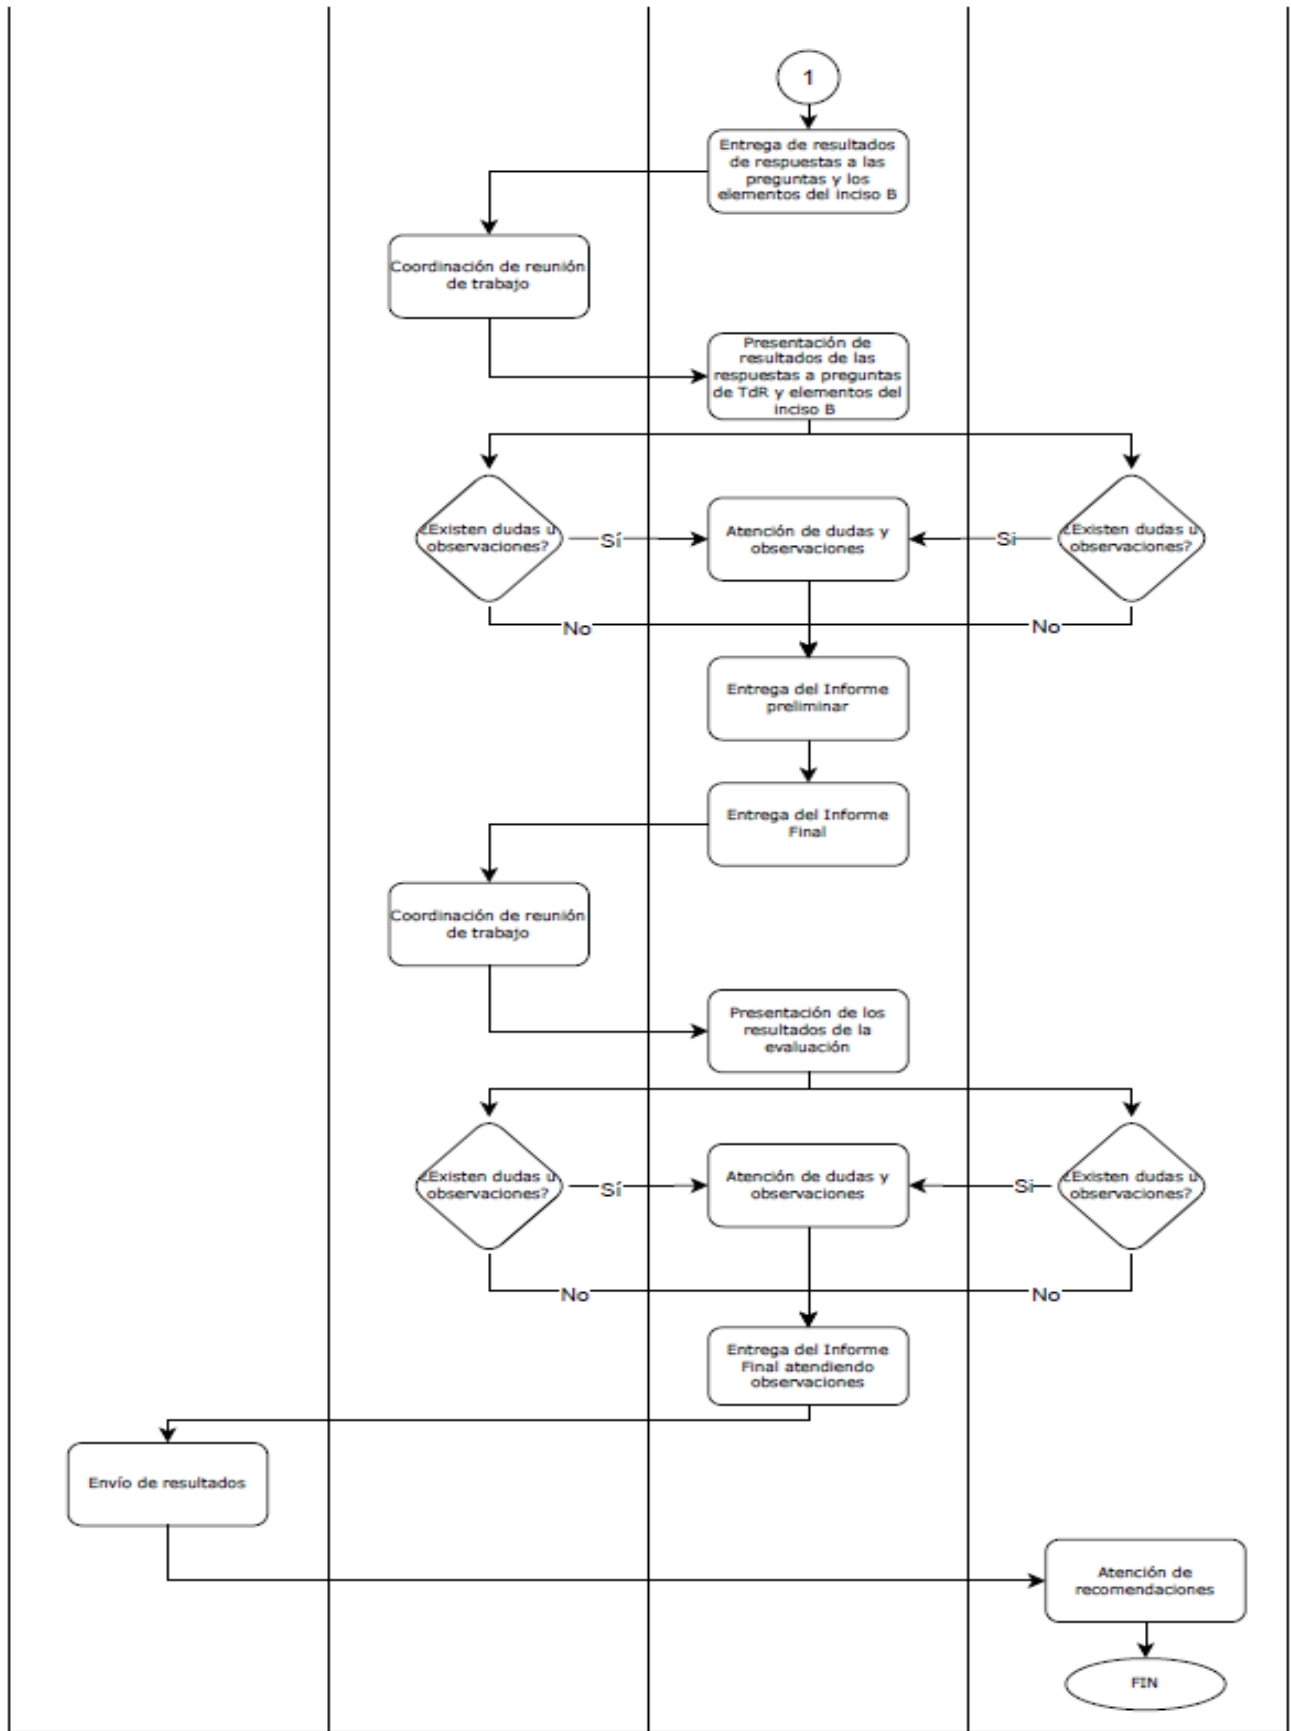 1
Entrega de resultados
de respuestas a las
preguntas y los
elementos del inciso B
Coordinación de reunión
de trabajo
Presentación de
resultados de las
respuestas a preguntas
de TdR y elementos del
inciso B
¿Existen dudas u
observaciones?
Sí
Atención de dudas y
observaciones
Si
¿Existen dudas u
observaciones?
No
No
Entrega del Informe
preliminar
Entrega del Informe
Final
Coordinación de reunión
de trabajo
Presentación de los
resultados de la
evaluación
¿Existen dudas u
observaciones?
Sí
Atención de dudas y
observaciones
Si
¿Existen dudas u
observaciones?
No
No
Entrega del Informe
Final atendiendo
observaciones
Envío de resultados
Atención de
recomendaciones
FIN